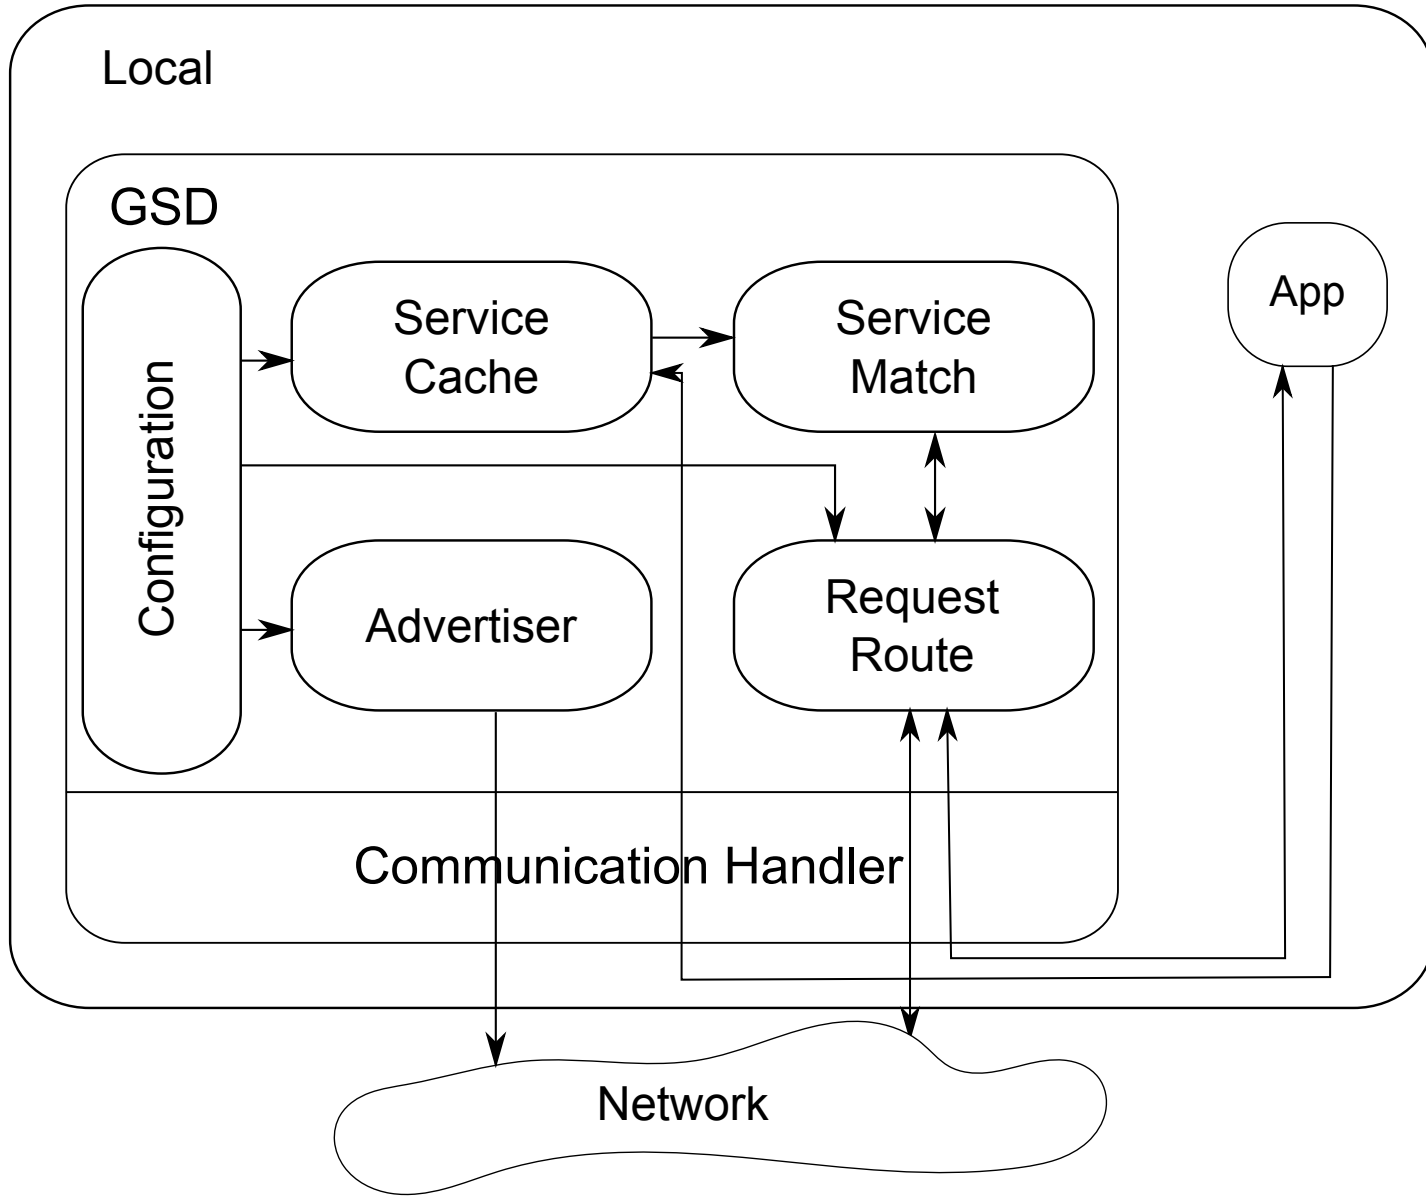 Local
GSD
Configuration
Service
Cache
Service
Match
App
Advertiser
Request
Route
Communication Handler
Network